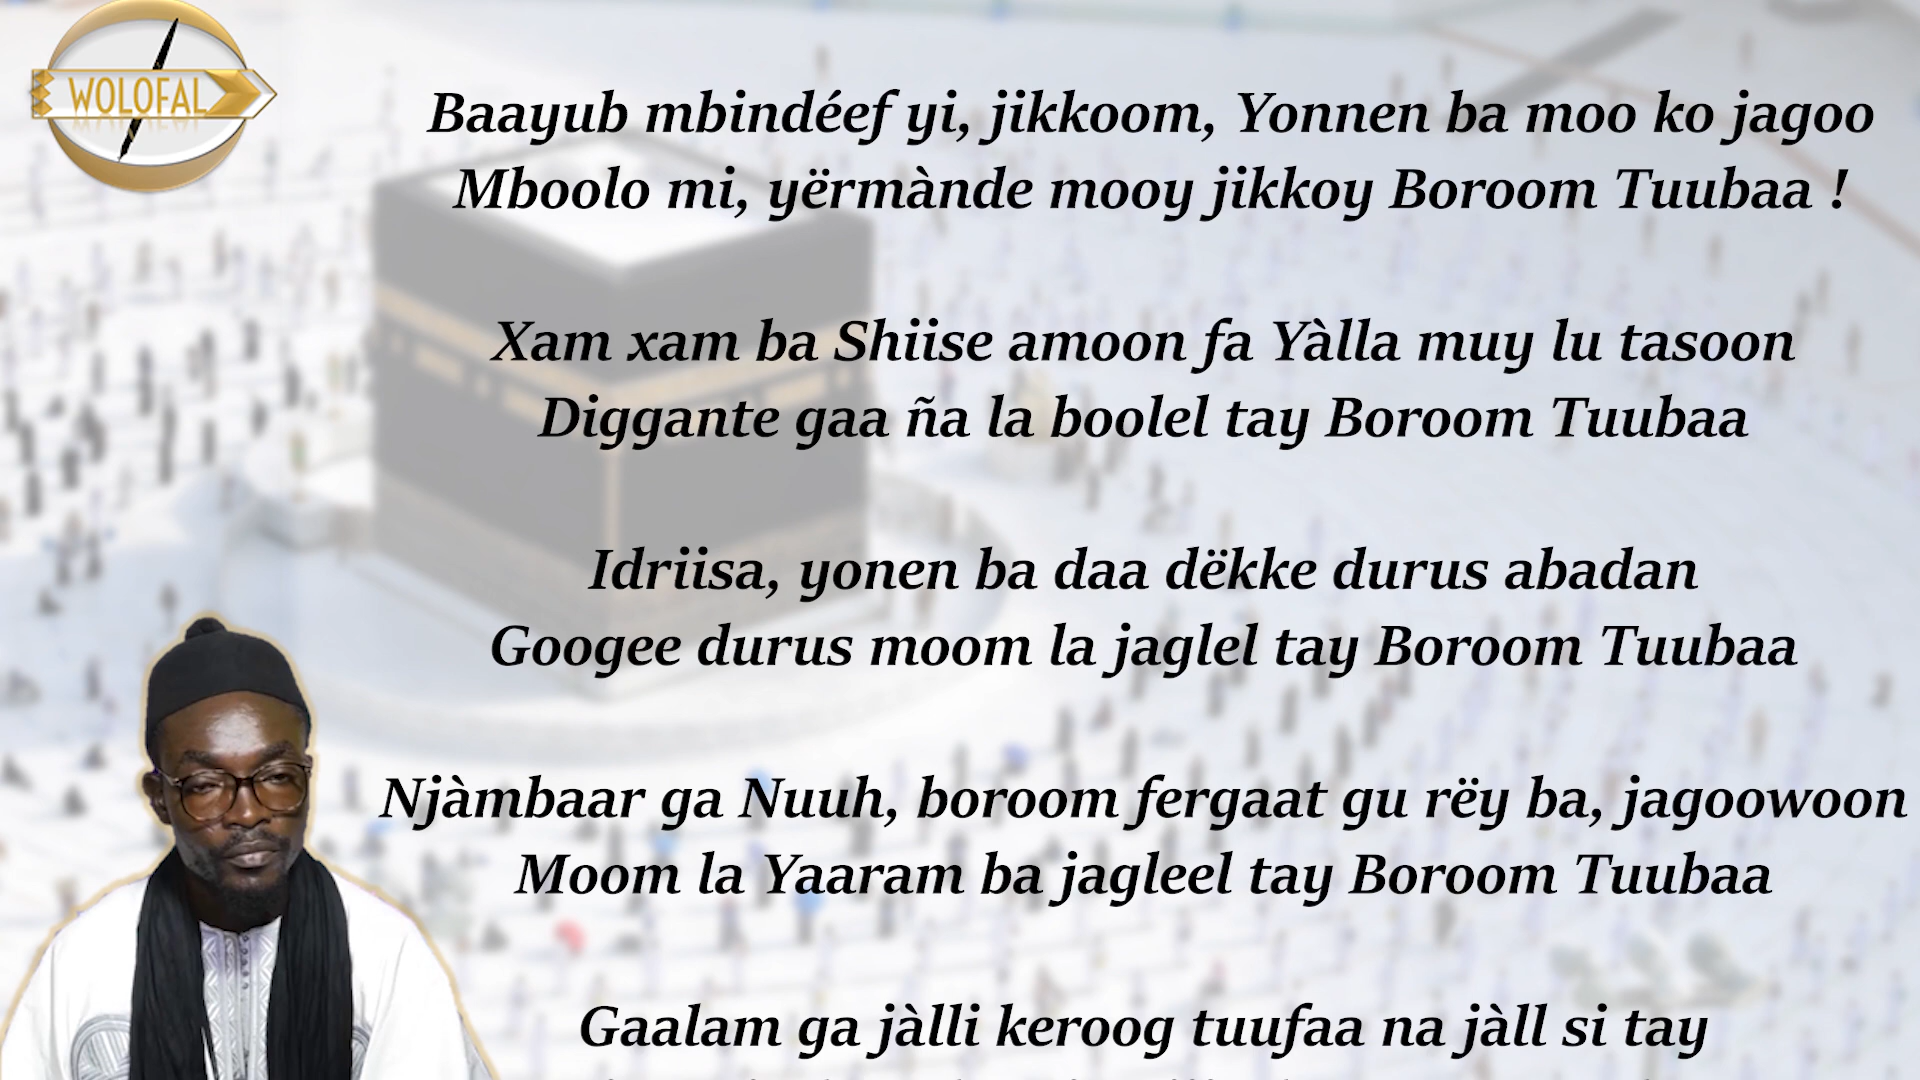 WOLOFAL
Baayub mbindéef yi, jikkoom, Yonnen ba moo ko jagoo
Mboolo mi, yërmànde mooy jikkoy Boroom Tuubaa !
Xam xam ba Shiise amoon fa Yàlla muy lu tasoon
Diggante gaa ña la boolel tay Boroom Tuubaa
Idriisa, yonen ba daa dëkke durus abadan
Googee durus moom la jaglel tay Boroom Tuubaa
Njàmbaar ga Nuuh, boroom fergaat gu rëy ba, jagoowoon
Moom la Yaaram ba jagleel tay Boroom Tuubaa
Gaalam ga jàlli keroog tuufaa na jàll si tay